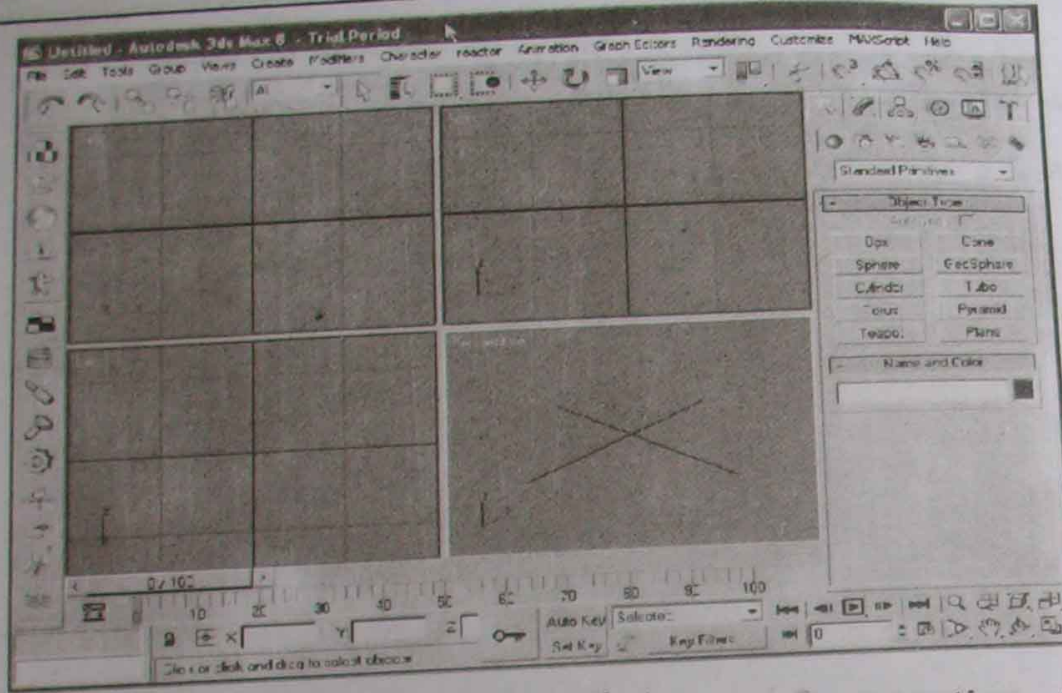 Untitled - Autodesk 3ds Max 8 - Trial Period
File Edit Tools Group Views Create Modifiers Character reactor Animation Graph Editors Rendering Customize MAXScript Help
All
View
Standard Primitives
- Object Type
Box Cone
Sphere GeoSphere
Cylinder Tube
Torus Pyramid
Teapot Plane
- Name and Color
Perspective
< 0 / 100 >
10 20 30 40 50 60 70 80 90 100
X Y Z
Auto Key Selected
Set Key Key Filters
0
Click or click and drag to select objects